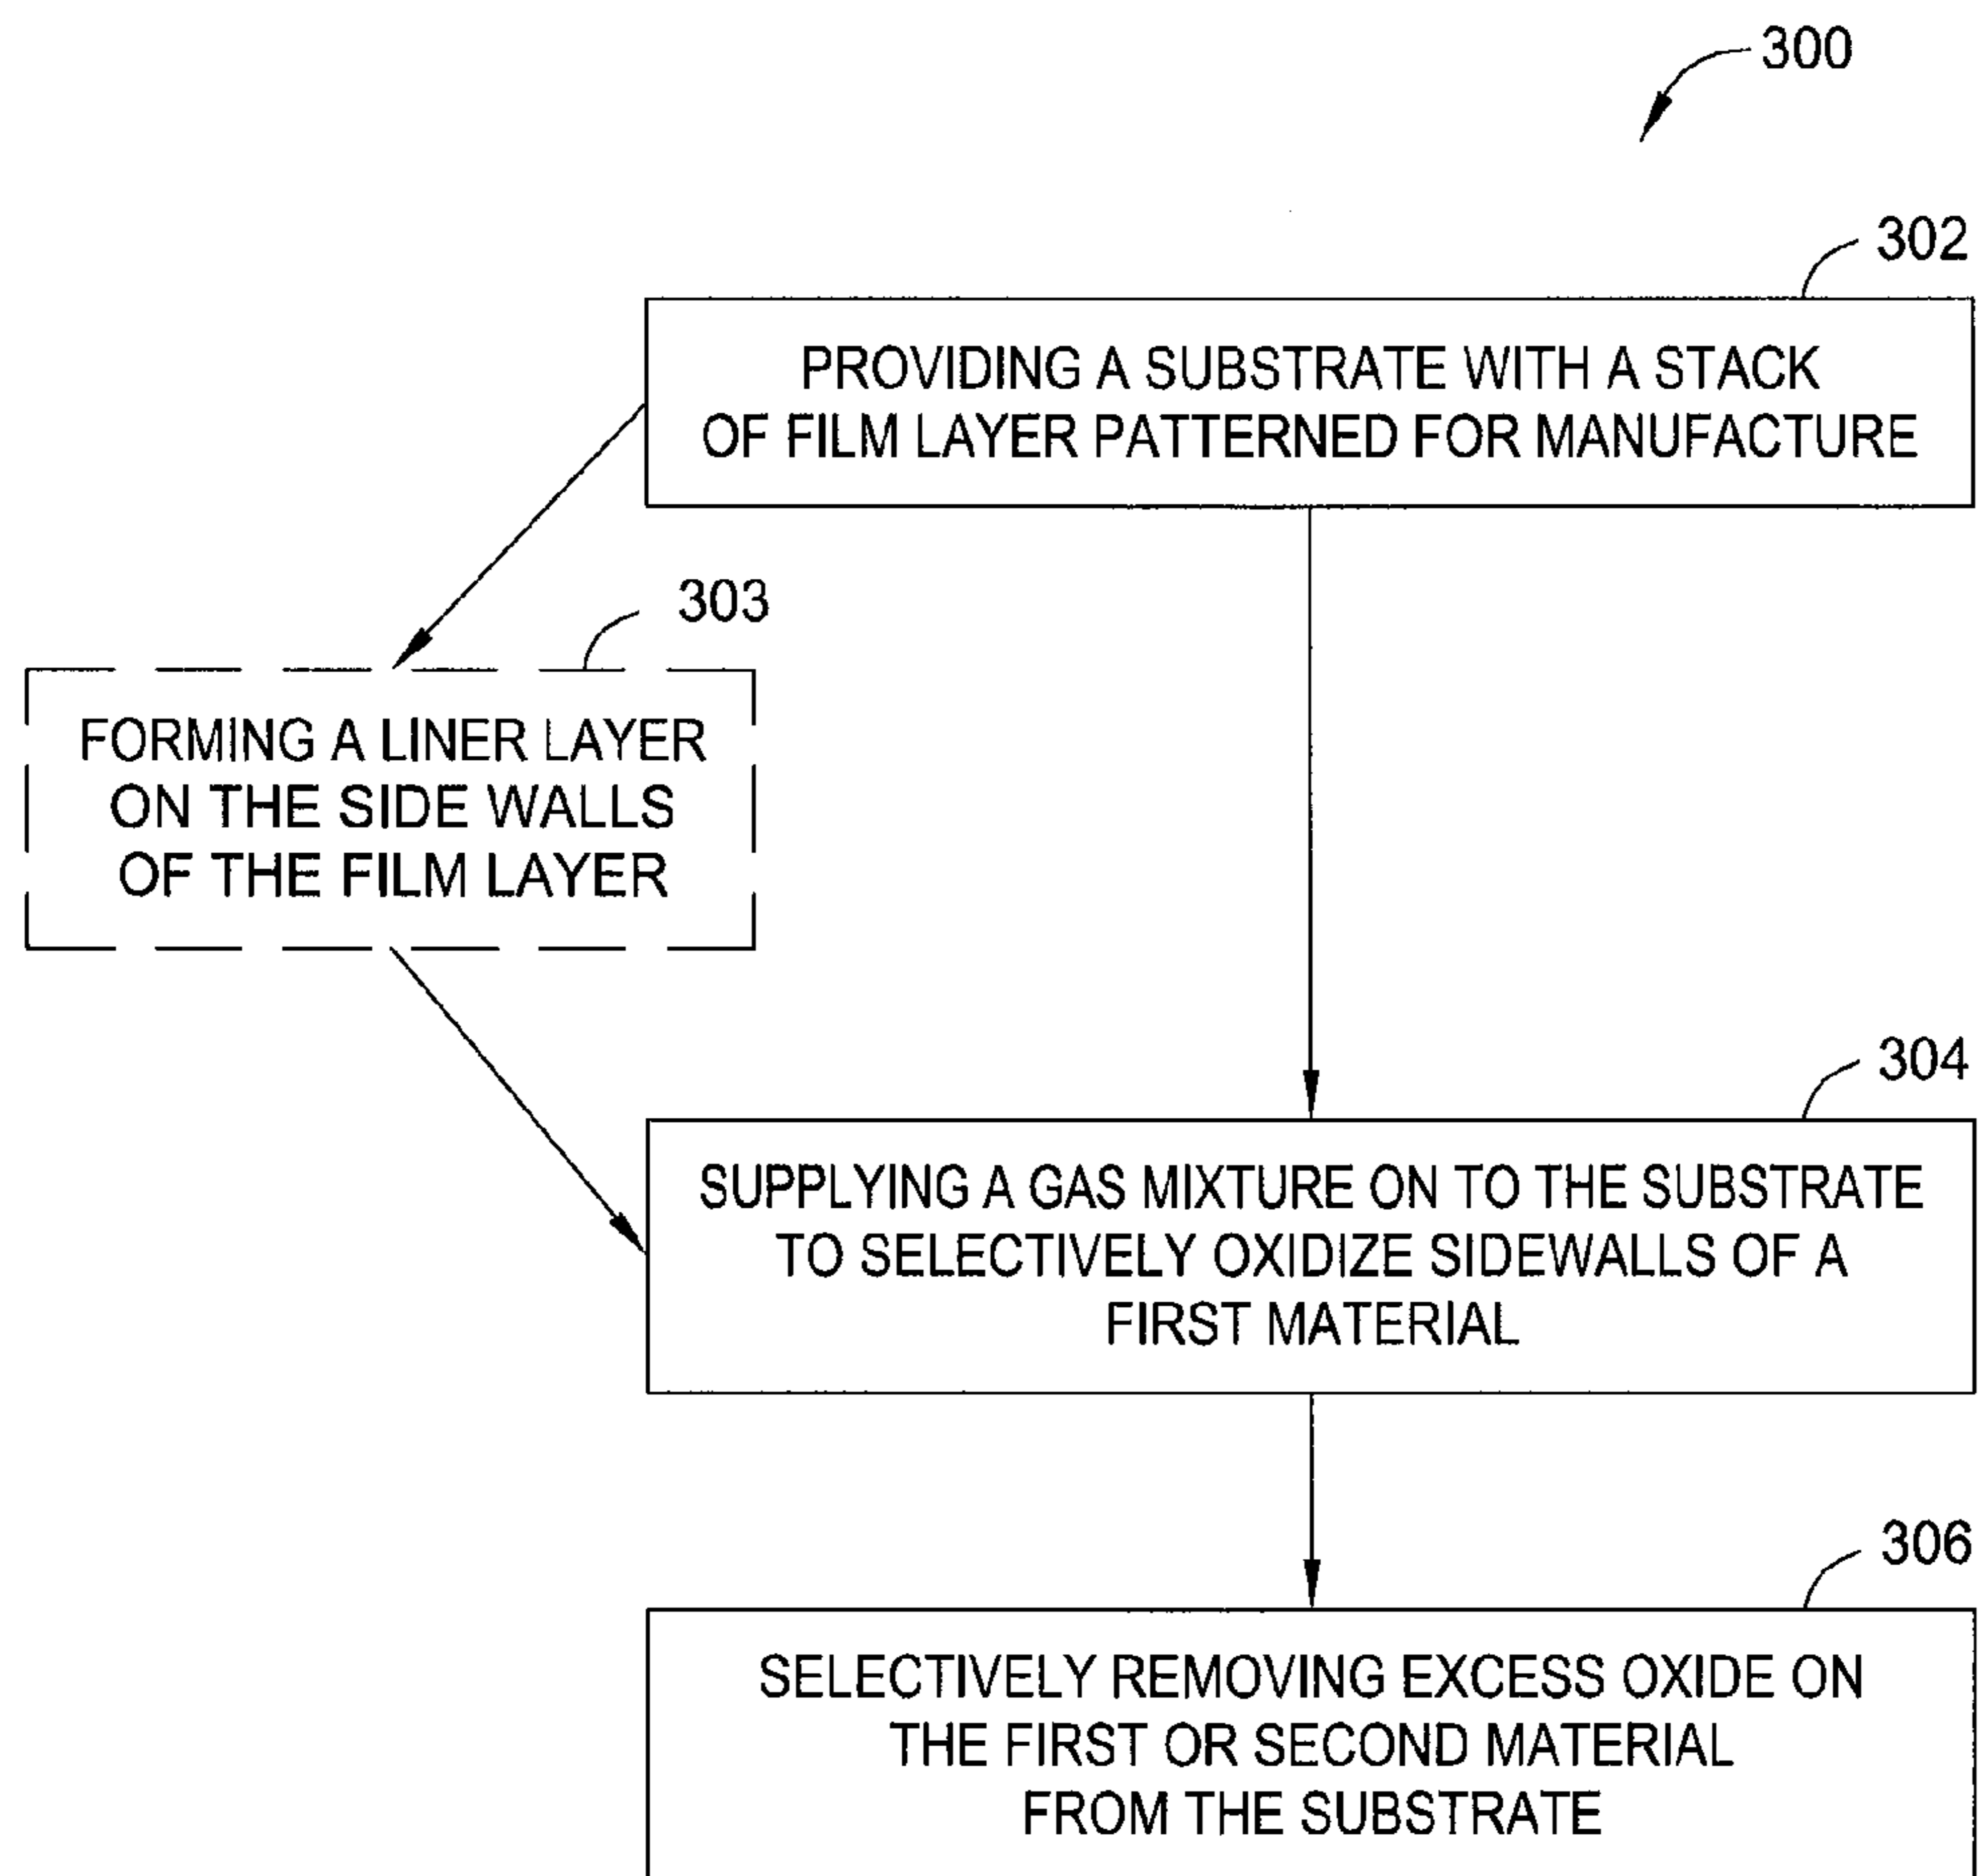 300
302
PROVIDING A SUBSTRATE WITH A STACK
OF FILM LAYER PATTERNED FOR MANUFACTURE
303
FORMING A LINER LAYER
ON THE SIDE WALLS
OF THE FILM LAYER
304
SUPPLYING A GAS MIXTURE ON TO THE SUBSTRATE
TO SELECTIVELY OXIDIZE SIDEWALLS OF A
FIRST MATERIAL
306
SELECTIVELY REMOVING EXCESS OXIDE ON
THE FIRST OR SECOND MATERIAL
FROM THE SUBSTRATE